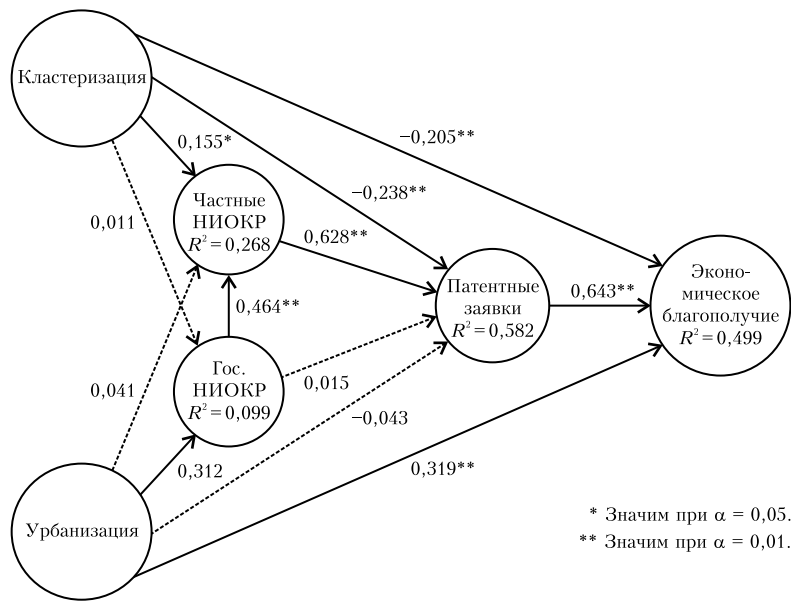 Кластеризация
−0,205**
0,155*
−0,238**
Частные
НИОКР
R² = 0,268
0,011
0,628**
Эконо-
мическое
благополучие
R² = 0,499
Патентные
заявки
R² = 0,582
0,643**
0,464**
Гос.
НИОКР
R² = 0,099
0,015
0,041
−0,043
0,312
0,319**
Урбанизация
* Значим при α = 0,05.
** Значим при α = 0,01.